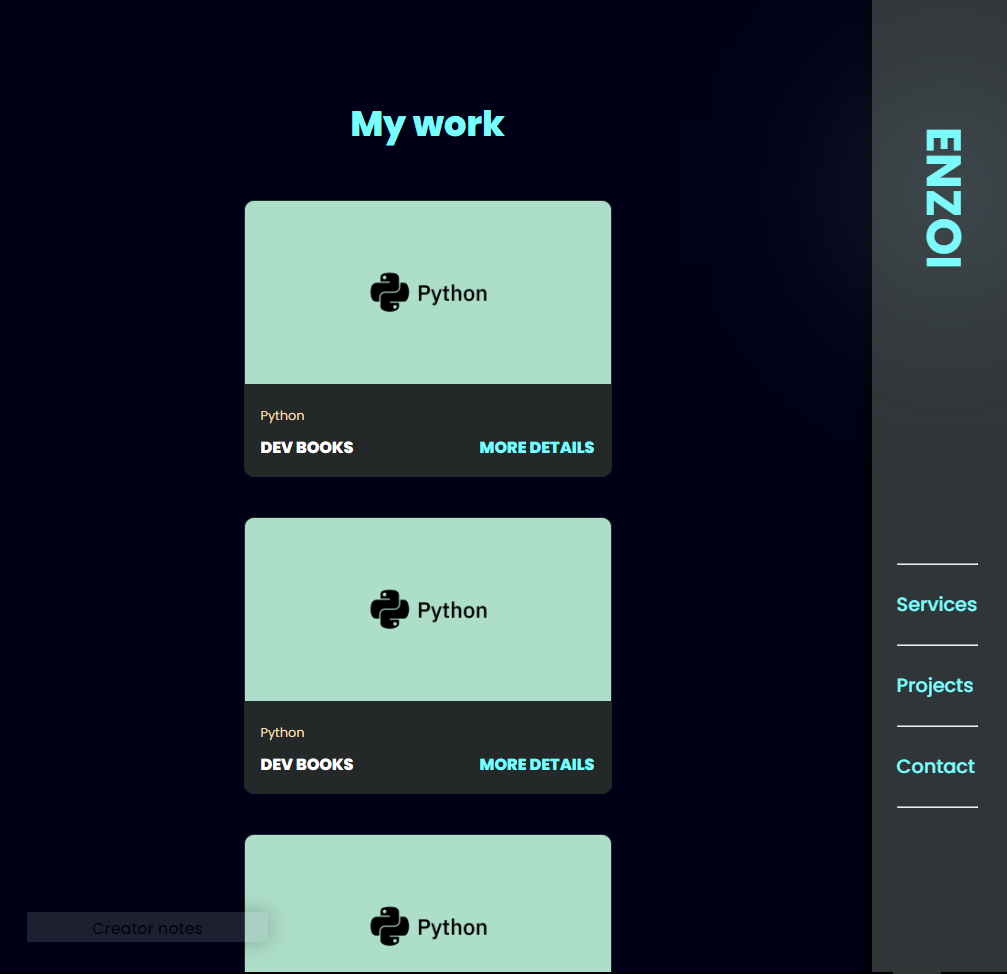 My work
Python
Python
DEV BOOKS
MORE DETAILS
Python
Python
DEV BOOKS
MORE DETAILS
Python
Creator notes
ENZOI
Services
Projects
Contact